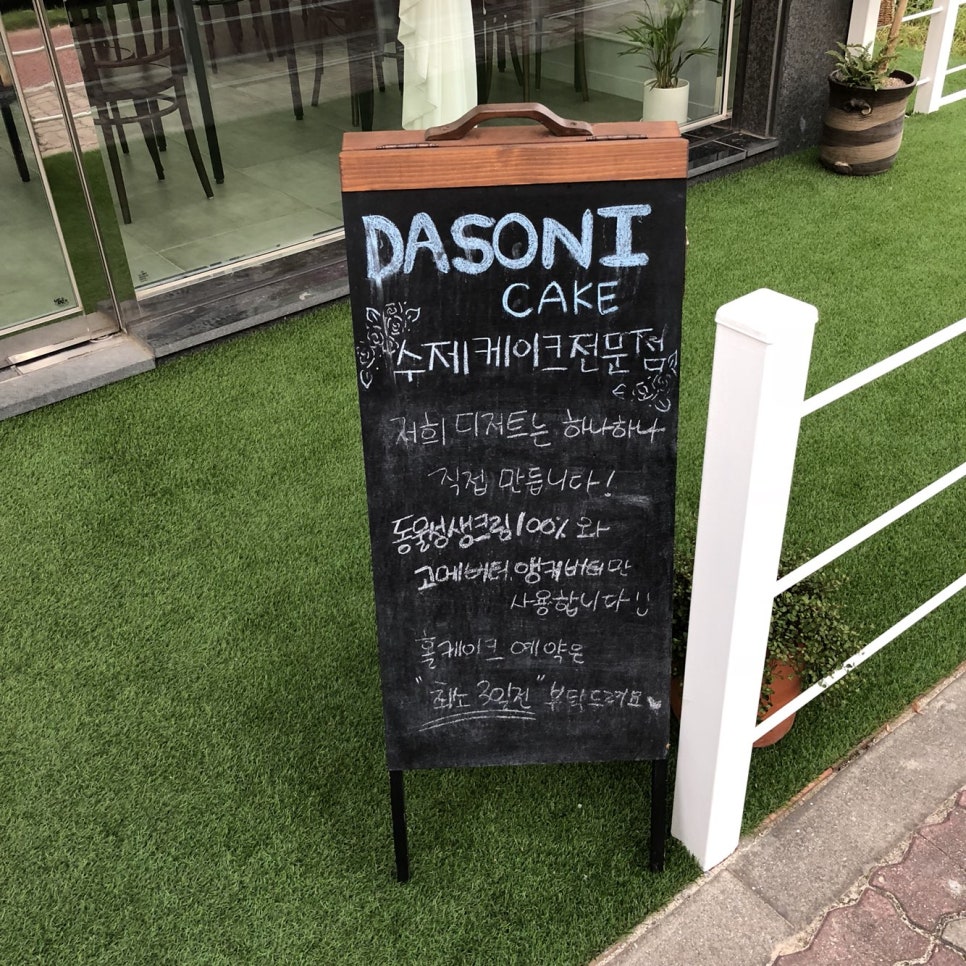 DASONI
CAKE
수제케이크전문점
저희 디저트는 하나하나
직접 만듭니다!
동물성생크림100%와
고메버터 앵커버터만
사용합니다!!
홀케이크 예약은
"최소 3일전" 부탁드려요